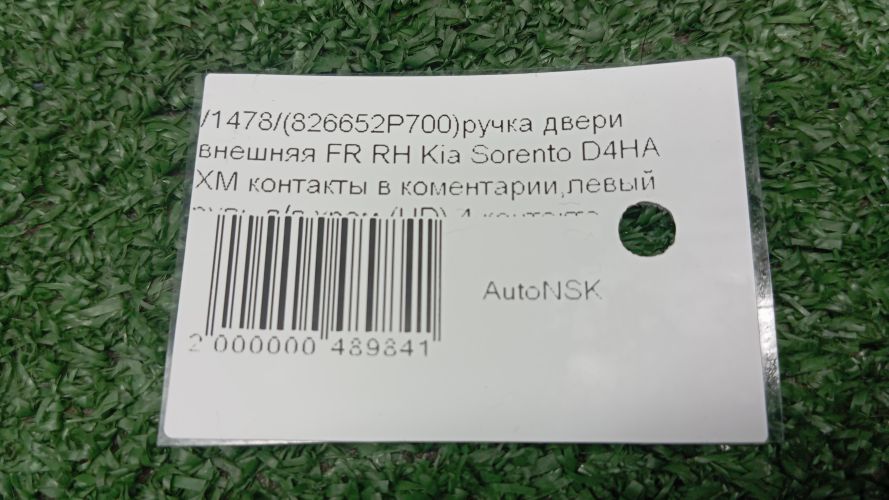 /1478/(826652P700)ручка двери
внешняя FR RH Kia Sorento D4HA
XM контакты в коментарии,левый
AutoNSK
2 000000 489841